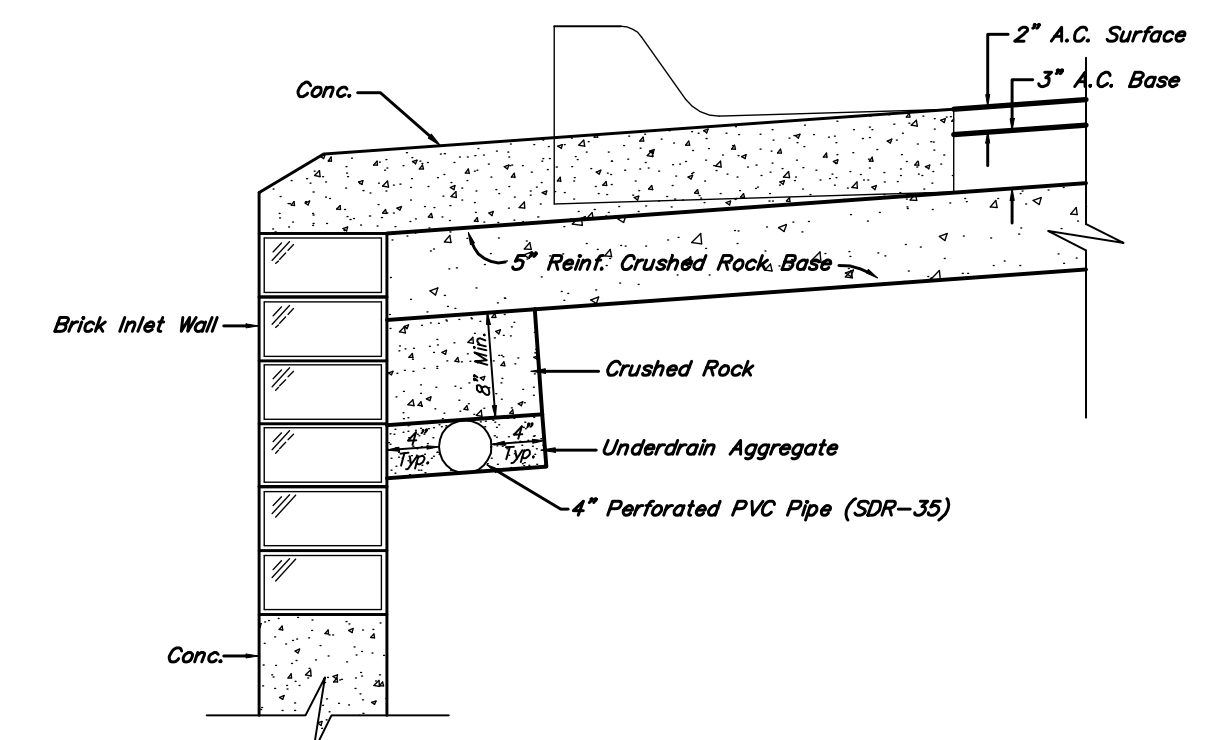 2" A.C. Surface
3" A.C. Base
Conc.
5" Reinf. Crushed Rock Base
Brick Inlet Wall
8" Min.
Crushed Rock
4" Typ.
4" Typ.
Underdrain Aggregate
4" Perforated PVC Pipe (SDR-35)
Conc.